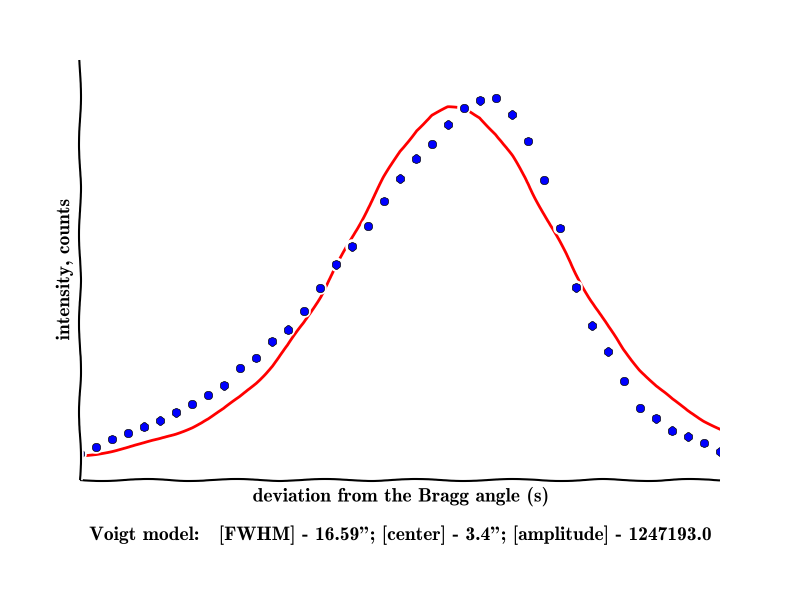 intensity, counts
deviation from the Bragg angle (s)
Voigt model: [FWHM] - 16.59”; [center] - 3.4”; [amplitude] - 1247193.0